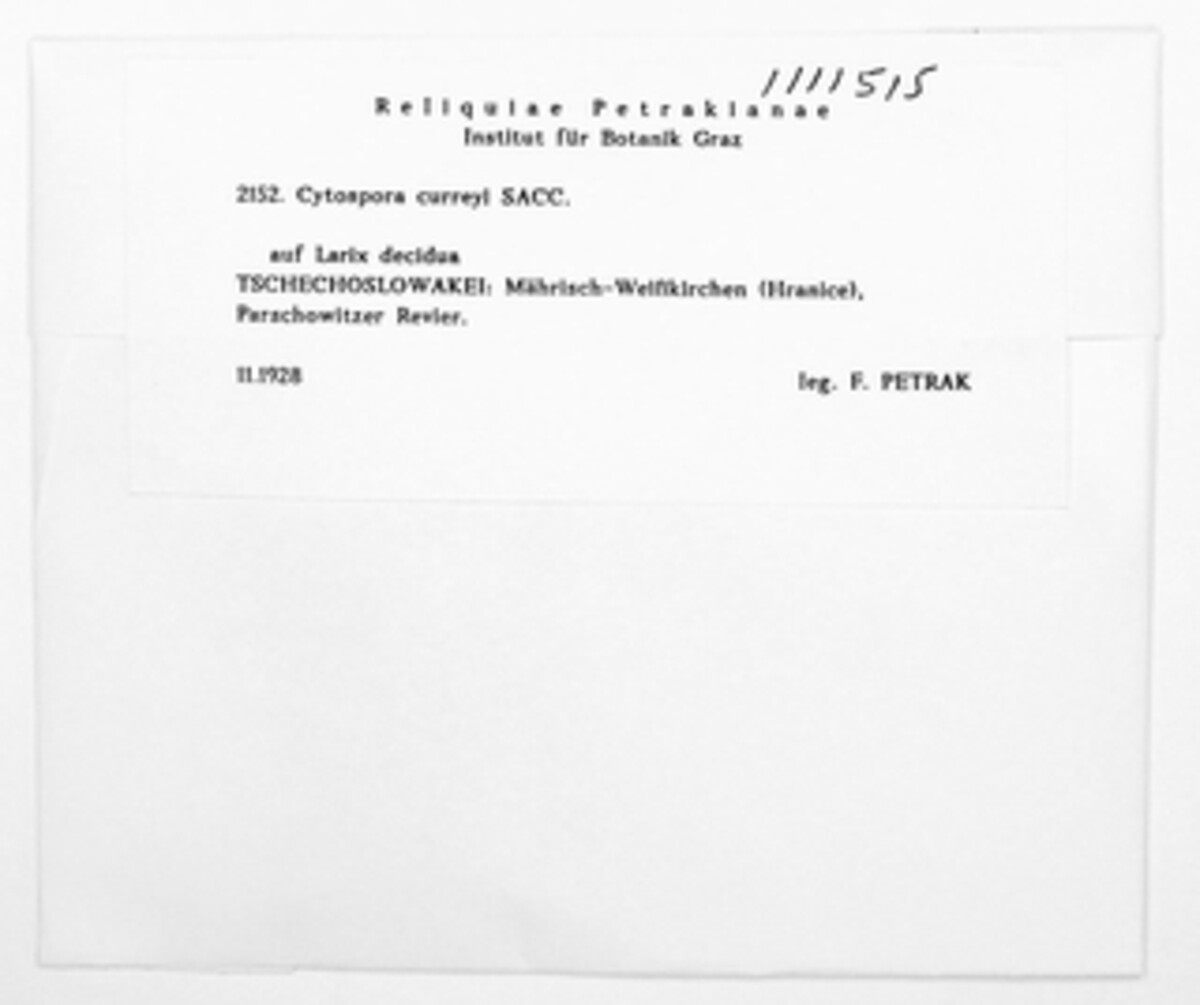 1111515
Reliquiae Petrakianae
Institut für Botanik Graz
2152. Cytospora curreyi SACC.
auf Larix decidua
TSCHECHOSLOWAKEI: Mährisch-Weißkirchen (Hranice),
Parschowitzer Revier.
11.1928
leg. F. PETRAK